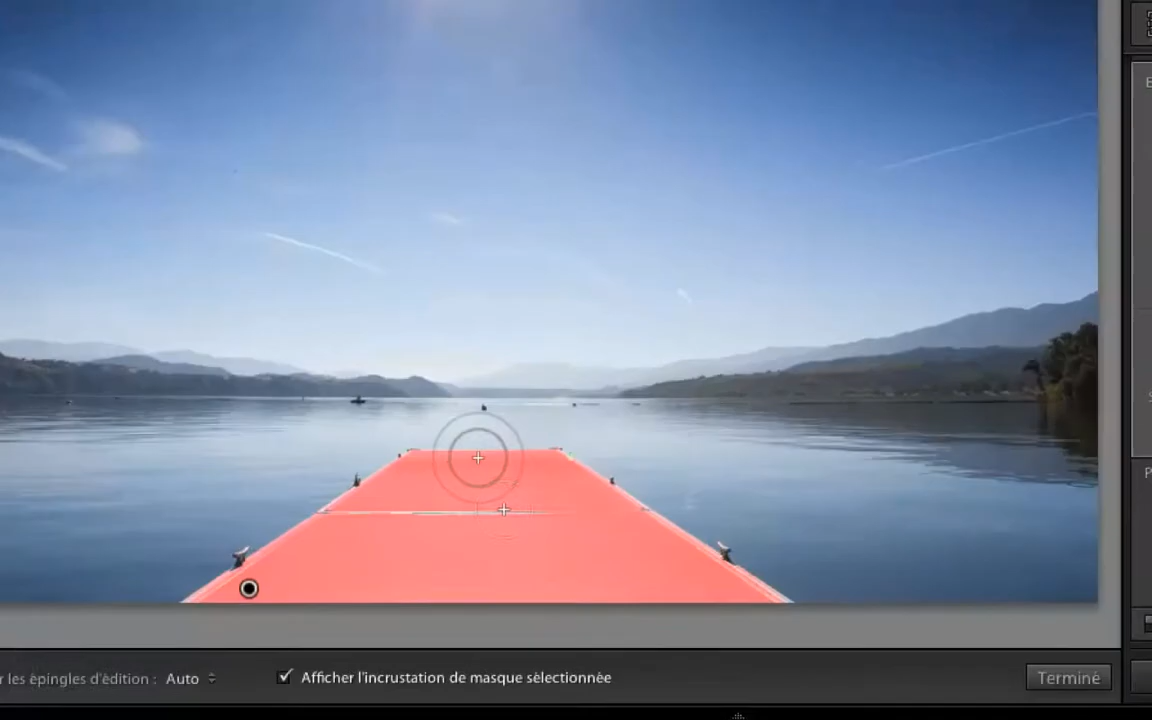 r les épingles d'édition : Auto
Afficher l'incrustation de masque sélectionnée
Terminé